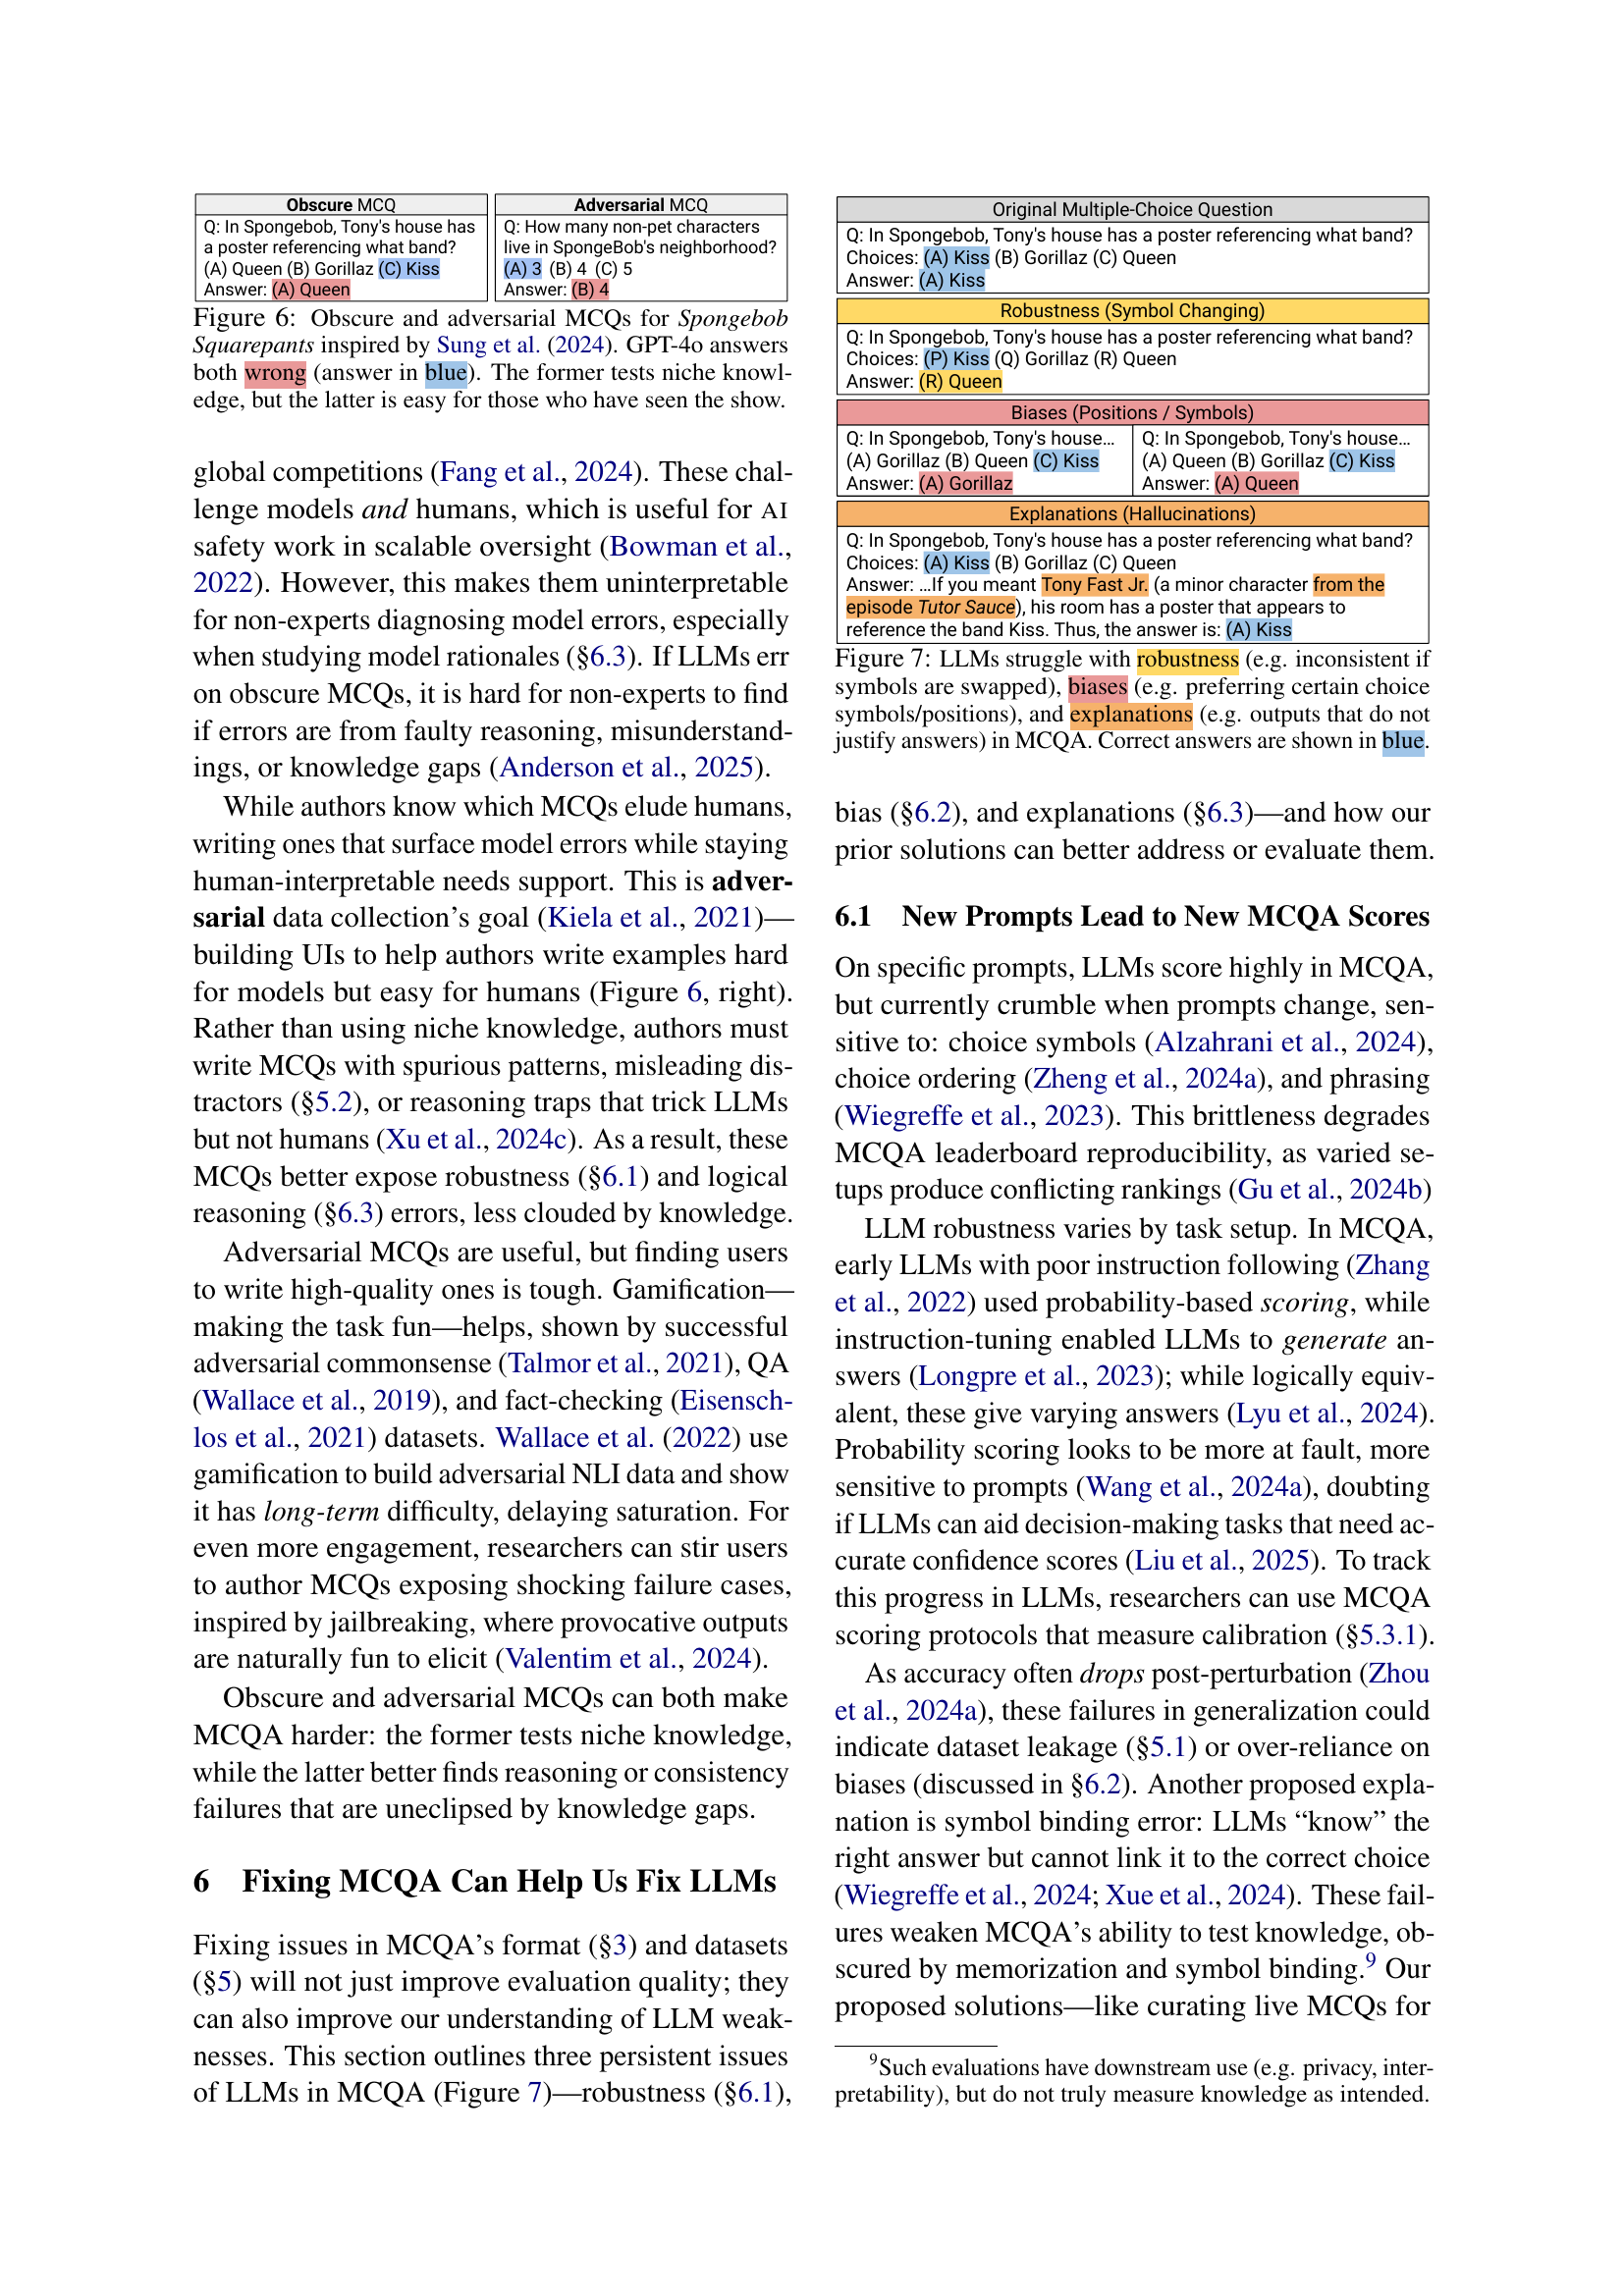 Obscure MCQ
Q: In Spongebob, Tony's house has
a poster referencing what band?
(A) Queen (B) Gorillaz (C) Kiss
Answer: (A) Queen
Adversarial MCQ
Q: How many non-pet characters
live in SpongeBob's neighborhood?
(A) 3 (B) 4 (C) 5
Answer: (B) 4
Figure 6: Obscure and adversarial MCQs for Spongebob
Squarepants inspired by Sung et al. (2024). GPT-4o answers
both wrong (answer in blue). The former tests niche knowl-
edge, but the latter is easy for those who have seen the show.
global competitions (Fang et al., 2024). These chal-
lenge models and humans, which is useful for AI
safety work in scalable oversight (Bowman et al.,
2022). However, this makes them uninterpretable
for non-experts diagnosing model errors, especially
when studying model rationales (§6.3). If LLMs err
on obscure MCQs, it is hard for non-experts to find
if errors are from faulty reasoning, misunderstand-
ings, or knowledge gaps (Anderson et al., 2025).
While authors know which MCQs elude humans,
writing ones that surface model errors while staying
human-interpretable needs support. This is adver-
sarial data collection's goal (Kiela et al., 2021)—
building UIs to help authors write examples hard
for models but easy for humans (Figure 6, right).
Rather than using niche knowledge, authors must
write MCQs with spurious patterns, misleading dis-
tractors (§5.2), or reasoning traps that trick LLMs
but not humans (Xu et al., 2024c). As a result, these
MCQs better expose robustness (§6.1) and logical
reasoning (§6.3) errors, less clouded by knowledge.
Adversarial MCQs are useful, but finding users
to write high-quality ones is tough. Gamification—
making the task fun—helps, shown by successful
adversarial commonsense (Talmor et al., 2021), QA
(Wallace et al., 2019), and fact-checking (Eisensch-
los et al., 2021) datasets. Wallace et al. (2022) use
gamification to build adversarial NLI data and show
it has long-term difficulty, delaying saturation. For
even more engagement, researchers can stir users
to author MCQs exposing shocking failure cases,
inspired by jailbreaking, where provocative outputs
are naturally fun to elicit (Valentim et al., 2024).
Obscure and adversarial MCQs can both make
MCQA harder: the former tests niche knowledge,
while the latter better finds reasoning or consistency
failures that are uneclipsed by knowledge gaps.
6 Fixing MCQA Can Help Us Fix LLMs
Fixing issues in MCQA's format (§3) and datasets
(§5) will not just improve evaluation quality; they
can also improve our understanding of LLM weak-
nesses. This section outlines three persistent issues
of LLMs in MCQA (Figure 7)—robustness (§6.1),
Original Multiple-Choice Question
Q: In Spongebob, Tony's house has a poster referencing what band?
Choices: (A) Kiss (B) Gorillaz (C) Queen
Answer: (A) Kiss
Robustness (Symbol Changing)
Q: In Spongebob, Tony's house has a poster referencing what band?
Choices: (P) Kiss (Q) Gorillaz (R) Queen
Answer: (R) Queen
Biases (Positions / Symbols)
Q: In Spongebob, Tony's house...
(A) Gorillaz (B) Queen (C) Kiss
Answer: (A) Gorillaz
Q: In Spongebob, Tony's house...
(A) Queen (B) Gorillaz (C) Kiss
Answer: (A) Queen
Explanations (Hallucinations)
Q: In Spongebob, Tony's house has a poster referencing what band?
Choices: (A) Kiss (B) Gorillaz (C) Queen
Answer: ...If you meant Tony Fast Jr. (a minor character from the
episode Tutor Sauce), his room has a poster that appears to
reference the band Kiss. Thus, the answer is: (A) Kiss
Figure 7: LLMs struggle with robustness (e.g. inconsistent if
symbols are swapped), biases (e.g. preferring certain choice
symbols/positions), and explanations (e.g. outputs that do not
justify answers) in MCQA. Correct answers are shown in blue.
bias (§6.2), and explanations (§6.3)—and how our
prior solutions can better address or evaluate them.
6.1 New Prompts Lead to New MCQA Scores
On specific prompts, LLMs score highly in MCQA,
but currently crumble when prompts change, sen-
sitive to: choice symbols (Alzahrani et al., 2024),
choice ordering (Zheng et al., 2024a), and phrasing
(Wiegreffe et al., 2023). This brittleness degrades
MCQA leaderboard reproducibility, as varied se-
tups produce conflicting rankings (Gu et al., 2024b)
LLM robustness varies by task setup. In MCQA,
early LLMs with poor instruction following (Zhang
et al., 2022) used probability-based scoring, while
instruction-tuning enabled LLMs to generate an-
swers (Longpre et al., 2023); while logically equiv-
alent, these give varying answers (Lyu et al., 2024).
Probability scoring looks to be more at fault, more
sensitive to prompts (Wang et al., 2024a), doubting
if LLMs can aid decision-making tasks that need ac-
curate confidence scores (Liu et al., 2025). To track
this progress in LLMs, researchers can use MCQA
scoring protocols that measure calibration (§5.3.1).
As accuracy often drops post-perturbation (Zhou
et al., 2024a), these failures in generalization could
indicate dataset leakage (§5.1) or over-reliance on
biases (discussed in §6.2). Another proposed expla-
nation is symbol binding error: LLMs “know” the
right answer but cannot link it to the correct choice
(Wiegreffe et al., 2024; Xue et al., 2024). These fail-
ures weaken MCQA's ability to test knowledge, ob-
scured by memorization and symbol binding.9 Our
proposed solutions—like curating live MCQs for
9Such evaluations have downstream use (e.g. privacy, inter-
pretability), but do not truly measure knowledge as intended.